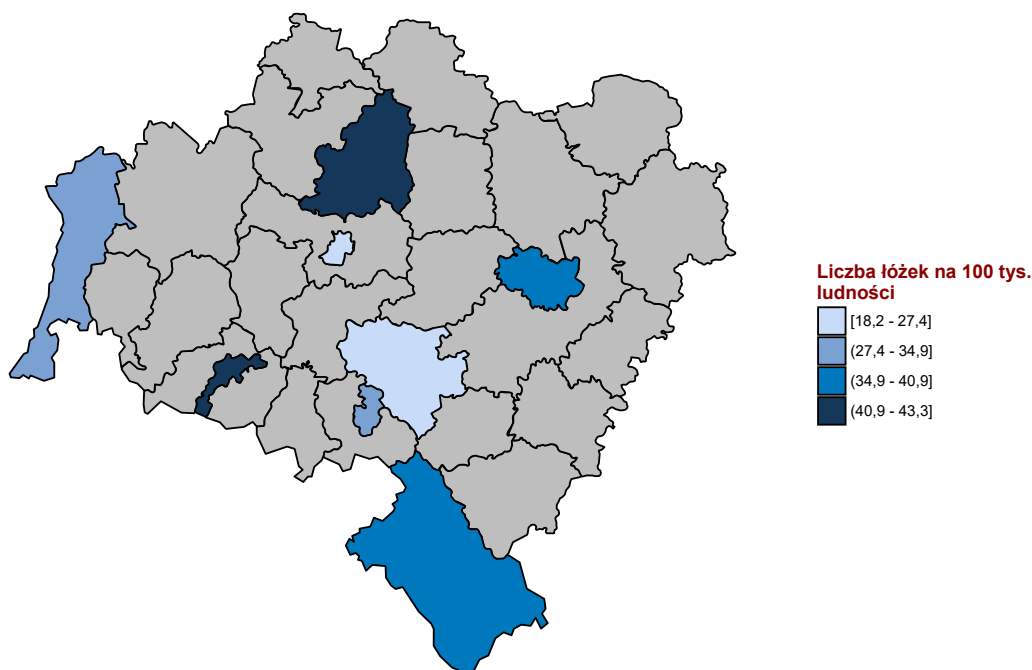 Liczba łóżek na 100 tys.
ludności
[18,2 - 27,4]
(27,4 - 34,9]
(34,9 - 40,9]
(40,9 - 43,3]